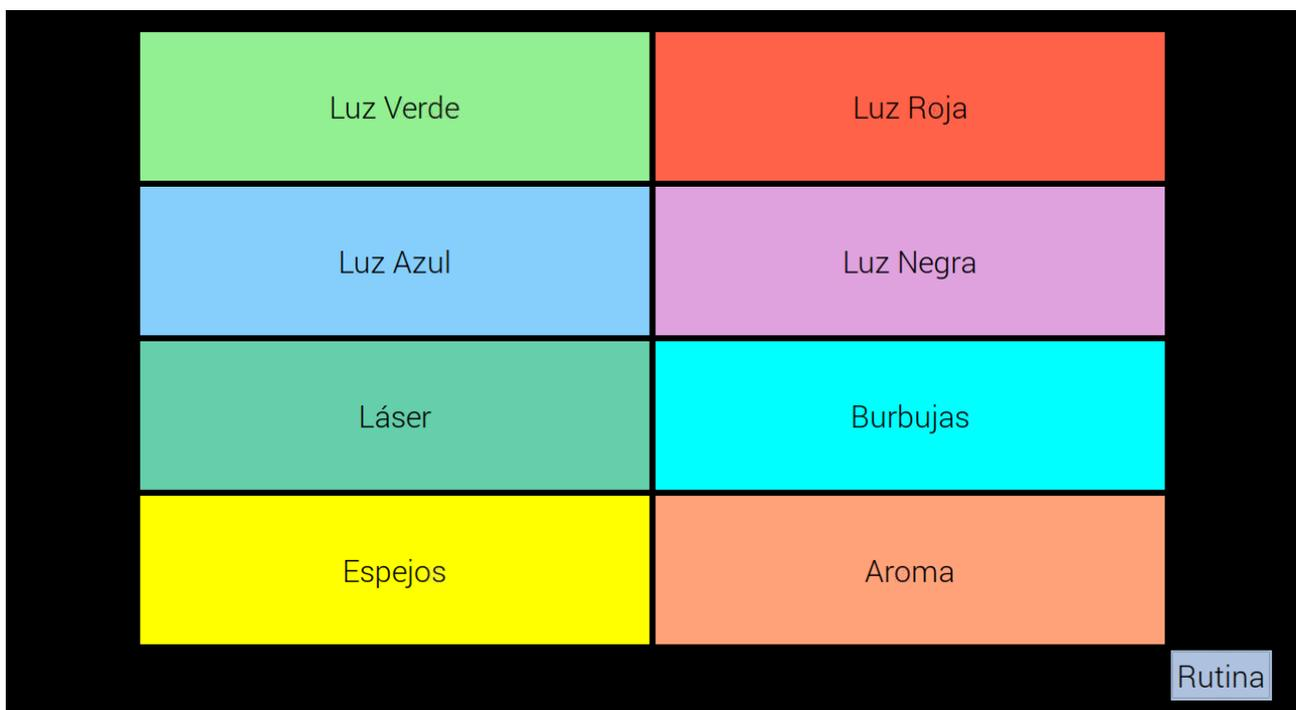 Luz Verde
Luz Roja
Luz Azul
Luz Negra
Láser
Burbujas
Espejos
Aroma
Rutina